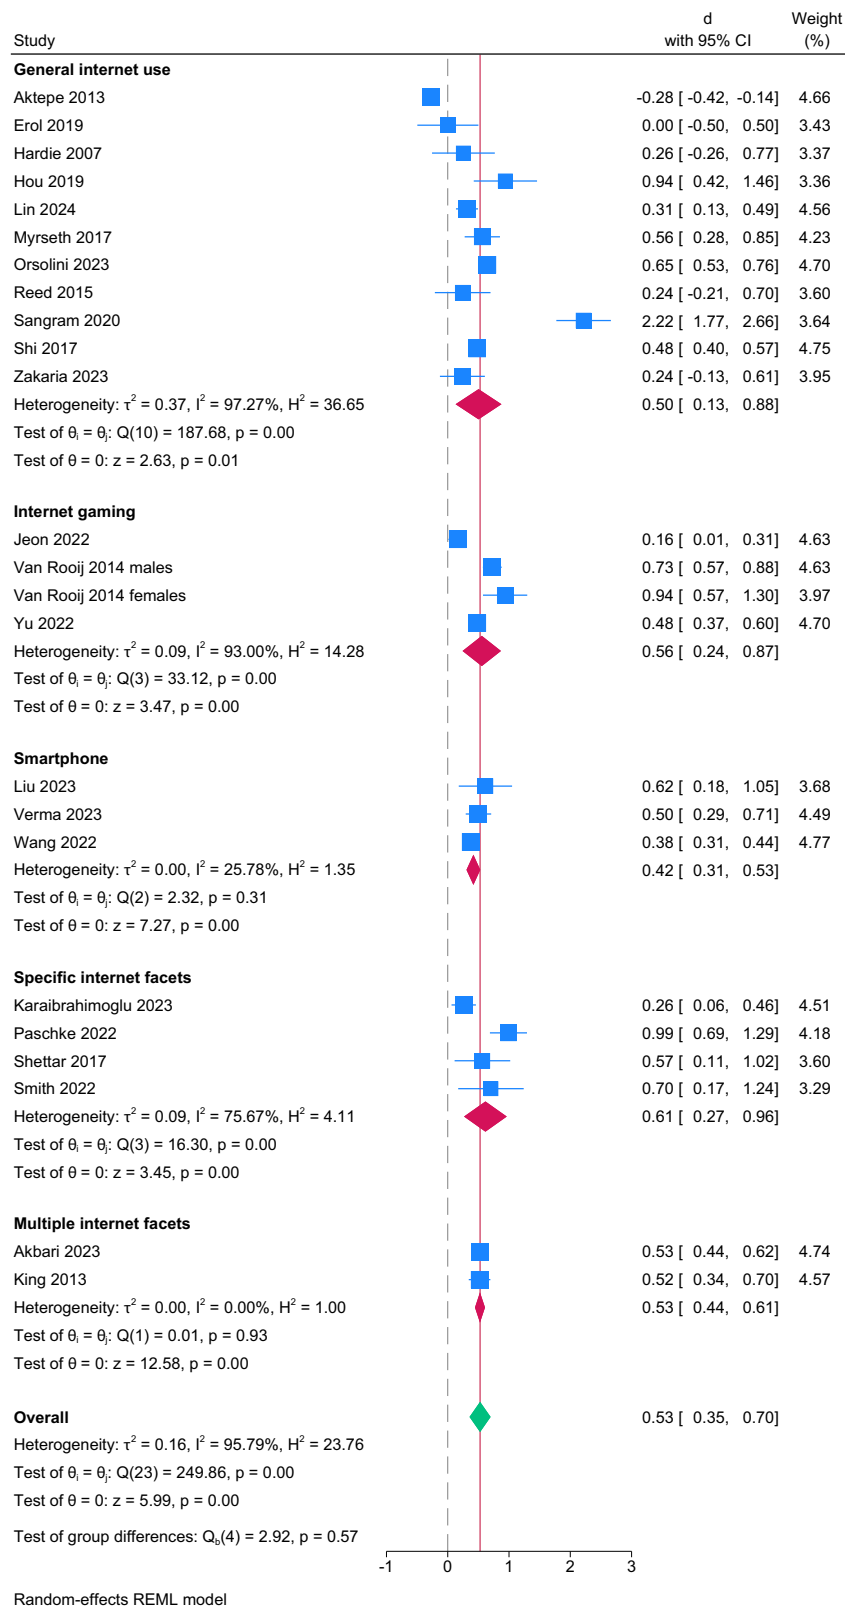 d Weight
Study with 95% CI (%)
General internet use
Aktepe 2013 -0.28 [ -0.42, -0.14] 4.66
Erol 2019 0.00 [ -0.50, 0.50] 3.43
Hardie 2007 0.26 [ -0.26, 0.77] 3.37
Hou 2019 0.94 [ 0.42, 1.46] 3.36
Lin 2024 0.31 [ 0.13, 0.49] 4.56
Myrseth 2017 0.56 [ 0.28, 0.85] 4.23
Orsolini 2023 0.65 [ 0.53, 0.76] 4.70
Reed 2015 0.24 [ -0.21, 0.70] 3.60
Sangram 2020 2.22 [ 1.77, 2.66] 3.64
Shi 2017 0.48 [ 0.40, 0.57] 4.75
Zakaria 2023 0.24 [ -0.13, 0.61] 3.95
Heterogeneity: τ² = 0.37, I² = 97.27%, H² = 36.65 0.50 [ 0.13, 0.88]
Test of θᵢ = θⱼ: Q(10) = 187.68, p = 0.00
Test of θ = 0: z = 2.63, p = 0.01
Internet gaming
Jeon 2022 0.16 [ 0.01, 0.31] 4.63
Van Rooij 2014 males 0.73 [ 0.57, 0.88] 4.63
Van Rooij 2014 females 0.94 [ 0.57, 1.30] 3.97
Yu 2022 0.48 [ 0.37, 0.60] 4.70
Heterogeneity: τ² = 0.09, I² = 93.00%, H² = 14.28 0.56 [ 0.24, 0.87]
Test of θᵢ = θⱼ: Q(3) = 33.12, p = 0.00
Test of θ = 0: z = 3.47, p = 0.00
Smartphone
Liu 2023 0.62 [ 0.18, 1.05] 3.68
Verma 2023 0.50 [ 0.29, 0.71] 4.49
Wang 2022 0.38 [ 0.31, 0.44] 4.77
Heterogeneity: τ² = 0.00, I² = 25.78%, H² = 1.35 0.42 [ 0.31, 0.53]
Test of θᵢ = θⱼ: Q(2) = 2.32, p = 0.31
Test of θ = 0: z = 7.27, p = 0.00
Specific internet facets
Karaibrahimoglu 2023 0.26 [ 0.06, 0.46] 4.51
Paschke 2022 0.99 [ 0.69, 1.29] 4.18
Shettar 2017 0.57 [ 0.11, 1.02] 3.60
Smith 2022 0.70 [ 0.17, 1.24] 3.29
Heterogeneity: τ² = 0.09, I² = 75.67%, H² = 4.11 0.61 [ 0.27, 0.96]
Test of θᵢ = θⱼ: Q(3) = 16.30, p = 0.00
Test of θ = 0: z = 3.45, p = 0.00
Multiple internet facets
Akbari 2023 0.53 [ 0.44, 0.62] 4.74
King 2013 0.52 [ 0.34, 0.70] 4.57
Heterogeneity: τ² = 0.00, I² = 0.00%, H² = 1.00 0.53 [ 0.44, 0.61]
Test of θᵢ = θⱼ: Q(1) = 0.01, p = 0.93
Test of θ = 0: z = 12.58, p = 0.00
Overall 0.53 [ 0.35, 0.70]
Heterogeneity: τ² = 0.16, I² = 95.79%, H² = 23.76
Test of θᵢ = θⱼ: Q(23) = 249.86, p = 0.00
Test of θ = 0: z = 5.99, p = 0.00
Test of group differences: Q_b(4) = 2.92, p = 0.57
-1 0 1 2 3
Random-effects REML model